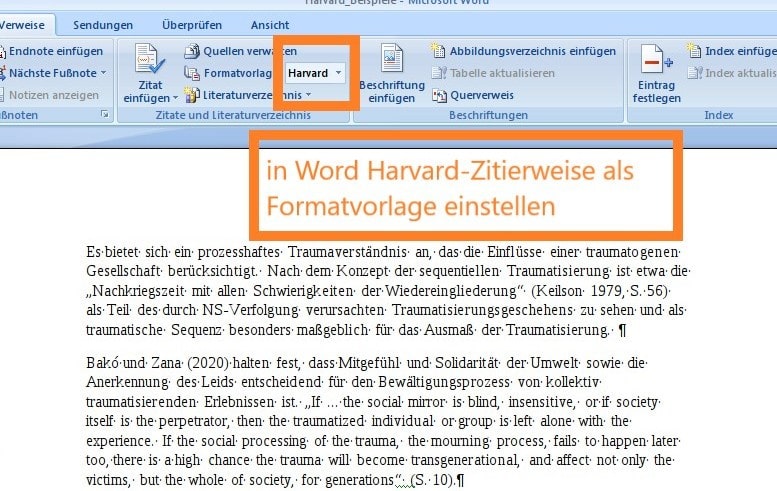 Harvard_Beispiele - Microsoft Word
Verweise Sendungen Überprüfen Ansicht
Endnote einfügen
Nächste Fußnote
Notizen anzeigen
Fußnoten
Zitat einfügen
Quellen verwalten
Formatvorlage Harvard
Literaturverzeichnis
Zitate und Literaturverzeichnis
Beschriftung einfügen
Abbildungsverzeichnis einfügen
Tabelle aktualisieren
Querverweis
Beschriftungen
Eintrag festlegen
Index einfügen
Index aktualis
Index
in Word Harvard-Zitierweise als
Formatvorlage einstellen
Es bietet sich ein prozesshaftes Traumaverständnis an, das die Einflüsse einer traumatogenen
Gesellschaft berücksichtigt. Nach dem Konzept der sequentiellen Traumatisierung ist etwa die
„Nachkriegszeit mit allen Schwierigkeiten der Wiedereingliederung“ (Keilson 1979, S. 56)
als Teil des durch NS-Verfolgung verursachten Traumatisierungsgeschehens zu sehen und als
traumatische Sequenz besonders maßgeblich für das Ausmaß der Traumatisierung. ¶
Bakó und Zana (2020) halten fest, dass Mitgefühl und Solidarität der Umwelt sowie die
Anerkennung des Leids entscheidend für den Bewältigungsprozess von kollektiv
traumatisierenden Erlebnissen ist. „If … the social mirror is blind, insensitive, or if society
itself is the perpetrator, then the traumatized individual or group is left alone with the
experience. If the social processing of the trauma, the mourning process, fails to happen later
too, there is a high chance the trauma will become transgenerational, and affect not only the
victims, but the whole of society, for generations“ (S. 10).¶